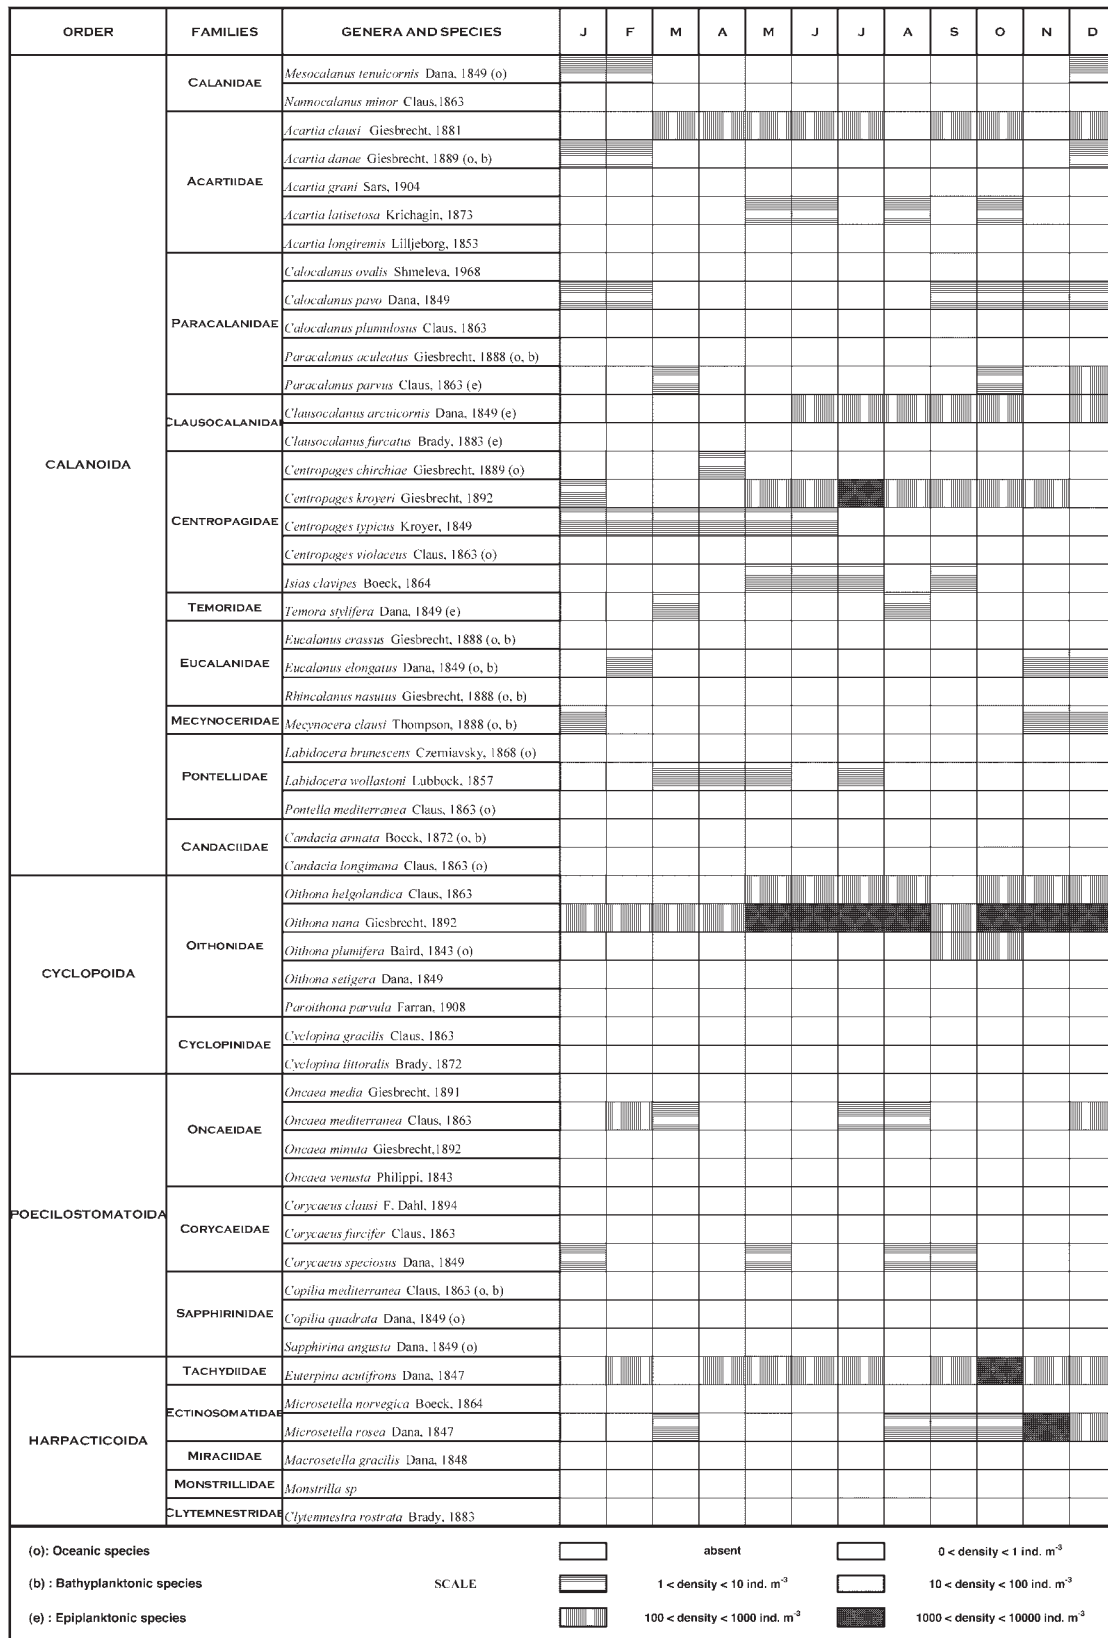 ORDER FAMILIES GENERA AND SPECIES J F M A M J J A S O N D
CALANOIDA
CALANIDAE
Mesocalanus tenuicornis Dana, 1849 (o)
Nannocalanus minor Claus,1863
ACARTIIDAE
Acartia clausi Giesbrecht, 1881
Acartia danae Giesbrecht, 1889 (o, b)
Acartia grani Sars, 1904
Acartia latisetosa Krichagin, 1873
Acartia longiremis Lilljeborg, 1853
PARACALANIDAE
Calocalanus ovalis Shmeleva, 1968
Calocalanus pavo Dana, 1849
Calocalanus plumulosus Claus, 1863
Paracalanus aculeatus Giesbrecht, 1888 (o, b)
Paracalanus parvus Claus, 1863 (e)
CLAUSOCALANIDAE
Clausocalanus arcuicornis Dana, 1849 (e)
Clausocalanus furcatus Brady, 1883 (e)
CENTROPAGIDAE
Centropages chirchiae Giesbrecht, 1889 (o)
Centropages kroyeri Giesbrecht, 1892
Centropages typicus Kroyer, 1849
Centropages violaceus Claus, 1863 (o)
Isias clavipes Boeck, 1864
TEMORIDAE
Temora stylifera Dana, 1849 (e)
EUCALANIDAE
Eucalanus crassus Giesbrecht, 1888 (o, b)
Eucalanus elongatus Dana, 1849 (o, b)
Rhincalanus nasutus Giesbrecht, 1888 (o, b)
MECYNOCERIDAE
Mecynocera clausi Thompson, 1888 (o, b)
PONTELLIDAE
Labidocera brunescens Czerniavsky, 1868 (o)
Labidocera wollastoni Lubbock, 1857
Pontella mediterranea Claus, 1863 (o)
CANDACIIDAE
Candacia armata Boeck, 1872 (o, b)
Candacia longimana Claus, 1863 (o)
CYCLOPOIDA
OITHONIDAE
Oithona helgolandica Claus, 1863
Oithona nana Giesbrecht, 1892
Oithona plumifera Baird, 1843 (o)
Oithona setigera Dana, 1849
Paroithona parvula Farran, 1908
CYCLOPINIDAE
Cyclopina gracilis Claus, 1863
Cyclopina littoralis Brady, 1872
POECILOSTOMATOIDA
ONCAEIDAE
Oncaea media Giesbrecht, 1891
Oncaea mediterranea Claus, 1863
Oncaea minuta Giesbrecht,1892
Oncaea venusta Philippi, 1843
CORYCAEIDAE
Corycaeus clausi F. Dahl, 1894
Corycaeus furcifer Claus, 1863
Corycaeus speciosus Dana, 1849
SAPPHIRINIDAE
Copilia mediterranea Claus, 1863 (o, b)
Copilia quadrata Dana, 1849 (o)
Sapphirina angusta Dana, 1849 (o)
HARPACTICOIDA
TACHYDIIDAE
Euterpina acutifrons Dana, 1847
ECTINOSOMATIDAE
Microsetella norvegica Boeck, 1864
Microsetella rosea Dana, 1847
MIRACIIDAE
Macrosetella gracilis Dana, 1848
MONSTRILLIDAE
Monstrilla sp
CLYTEMNESTRIDAE
Clytemnestra rostrata Brady, 1883
(o): Oceanic species absent 0 < density < 1 ind. m-3
(b) : Bathyplanktonic species SCALE 1 < density < 10 ind. m-3 10 < density < 100 ind. m-3
(e) : Epiplanktonic species 100 < density < 1000 ind. m-3 1000 < density < 10000 ind. m-3